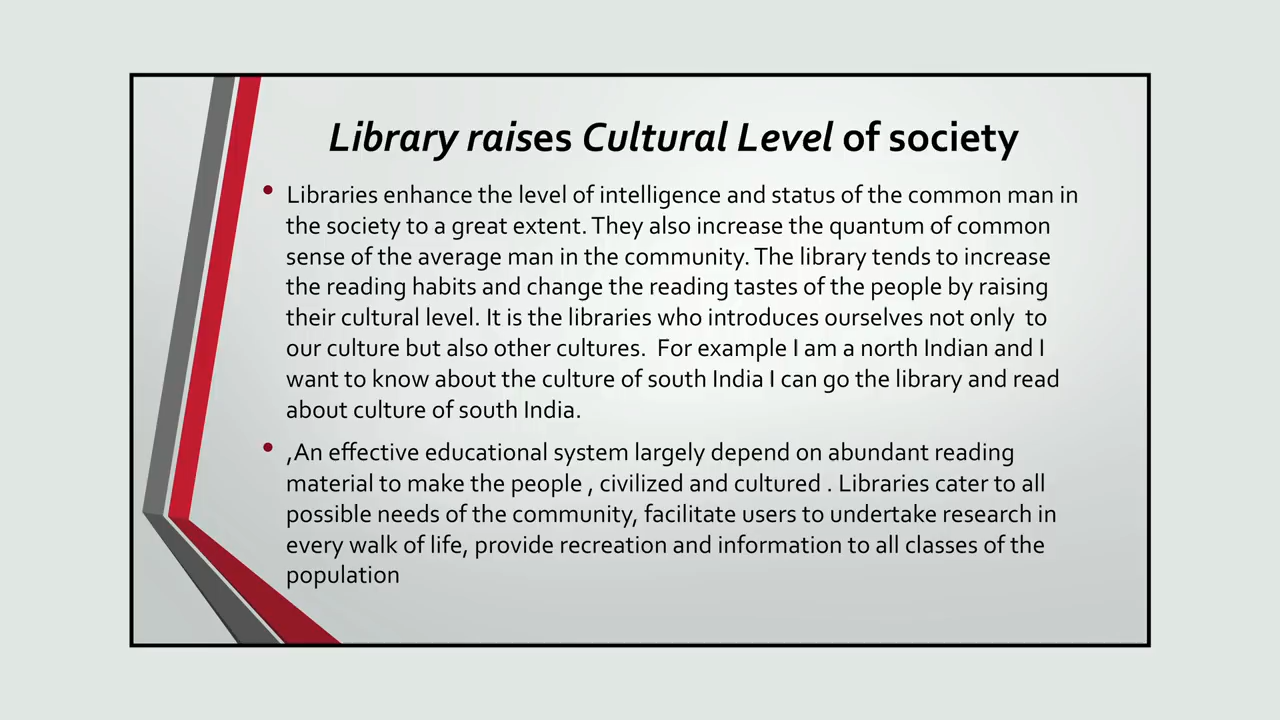 Library raises Cultural Level of society
• Libraries enhance the level of intelligence and status of the common man in
the society to a great extent. They also increase the quantum of common
sense of the average man in the community. The library tends to increase
the reading habits and change the reading tastes of the people by raising
their cultural level. It is the libraries who introduces ourselves not only  to
our culture but also other cultures.  For example I am a north Indian and I
want to know about the culture of south India I can go the library and read
about culture of south India.
• ,An effective educational system largely depend on abundant reading
material to make the people , civilized and cultured . Libraries cater to all
possible needs of the community, facilitate users to undertake research in
every walk of life, provide recreation and information to all classes of the
population